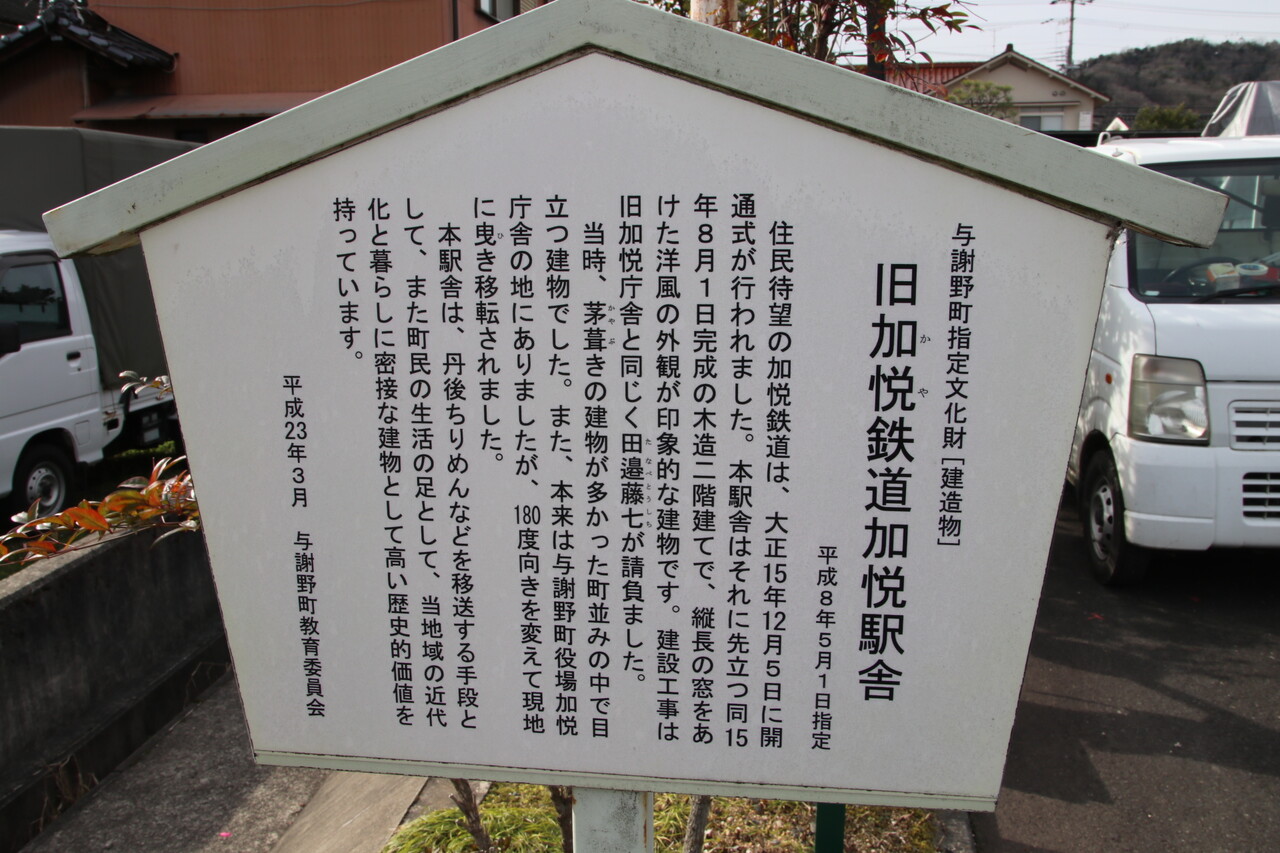 与謝野町指定文化財［建造物］
旧加悦鉄道加悦駅舎
平成８年５月１日指定
住民待望の加悦鉄道は、大正15年12月５日に開
通式が行われました。本駅舎はそれに先立つ同15
年８月１日完成の木造二階建てで、縦長の窓をあ
けた洋風の外観が印象的な建物です。建設工事は
旧加悦庁舎と同じく田邉藤七が請負ました。
当時、茅葺きの建物が多かった町並みの中で目
立つ建物でした。また、本来は与謝野町役場加悦
庁舎の地にありましたが、180度向きを変えて現地
に曳き移転されました。
本駅舎は、丹後ちりめんなどを移送する手段と
して、また町民の生活の足として、当地域の近代
化と暮らしに密接な建物として高い歴史的価値を
持っています。
平成23年３月　与謝野町教育委員会